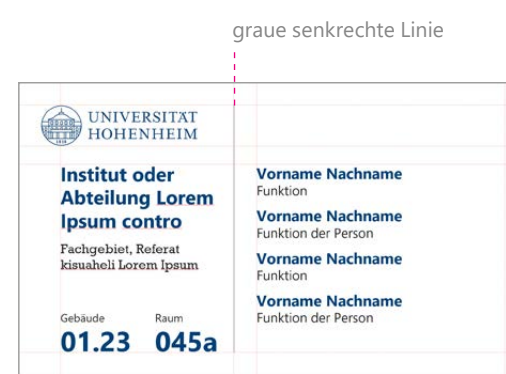 graue senkrechte Linie
UNIVERSITÄT
HOHENHEIM
1818
Institut oder
Abteilung Lorem
Ipsum contro
Fachgebiet, Referat
kisuaheli Lorem Ipsum
Gebäude Raum
01.23 045a
Vorname Nachname
Funktion
Vorname Nachname
Funktion der Person
Vorname Nachname
Funktion
Vorname Nachname
Funktion der Person